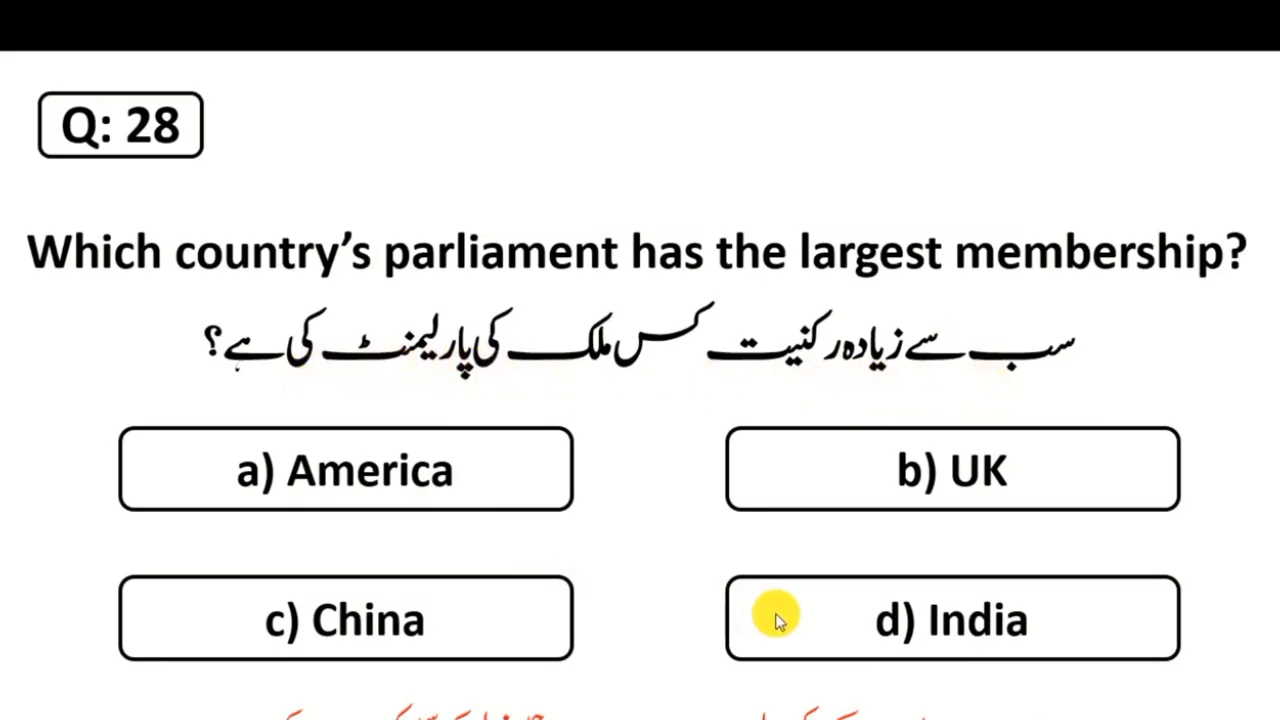 Q: 28
Which country’s parliament has the largest membership?
سب سے زیادہ رکنیت کس ملک کی پارلیمنٹ کی ہے؟
a) America
b) UK
c) China
d) India